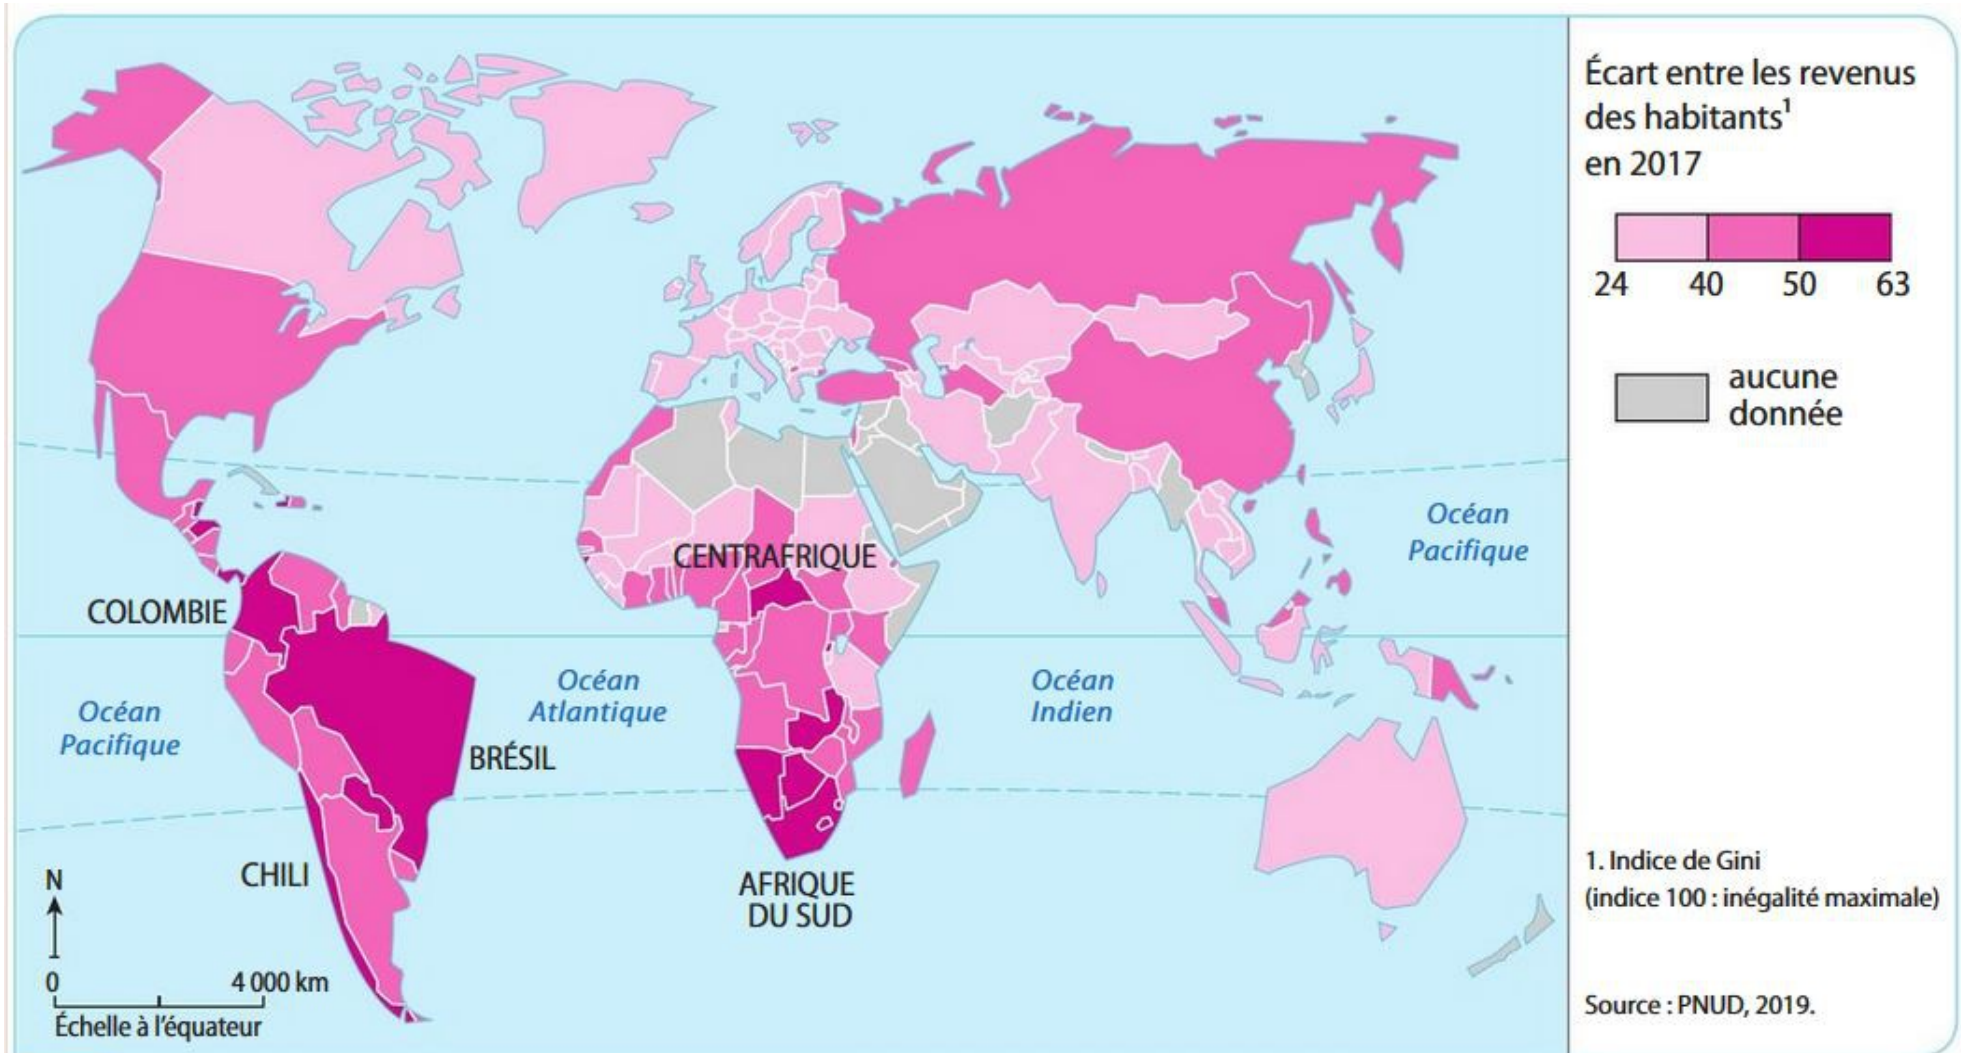 Écart entre les revenus
des habitants¹
en 2017
24 40 50 63
aucune
donnée
CENTRAFRIQUE
Océan
Pacifique
COLOMBIE
Océan
Atlantique
Océan
Indien
Océan
Pacifique
BRÉSIL
CHILI
AFRIQUE
DU SUD
N
0 4 000 km
Échelle à l'équateur
1. Indice de Gini
(indice 100 : inégalité maximale)
Source : PNUD, 2019.